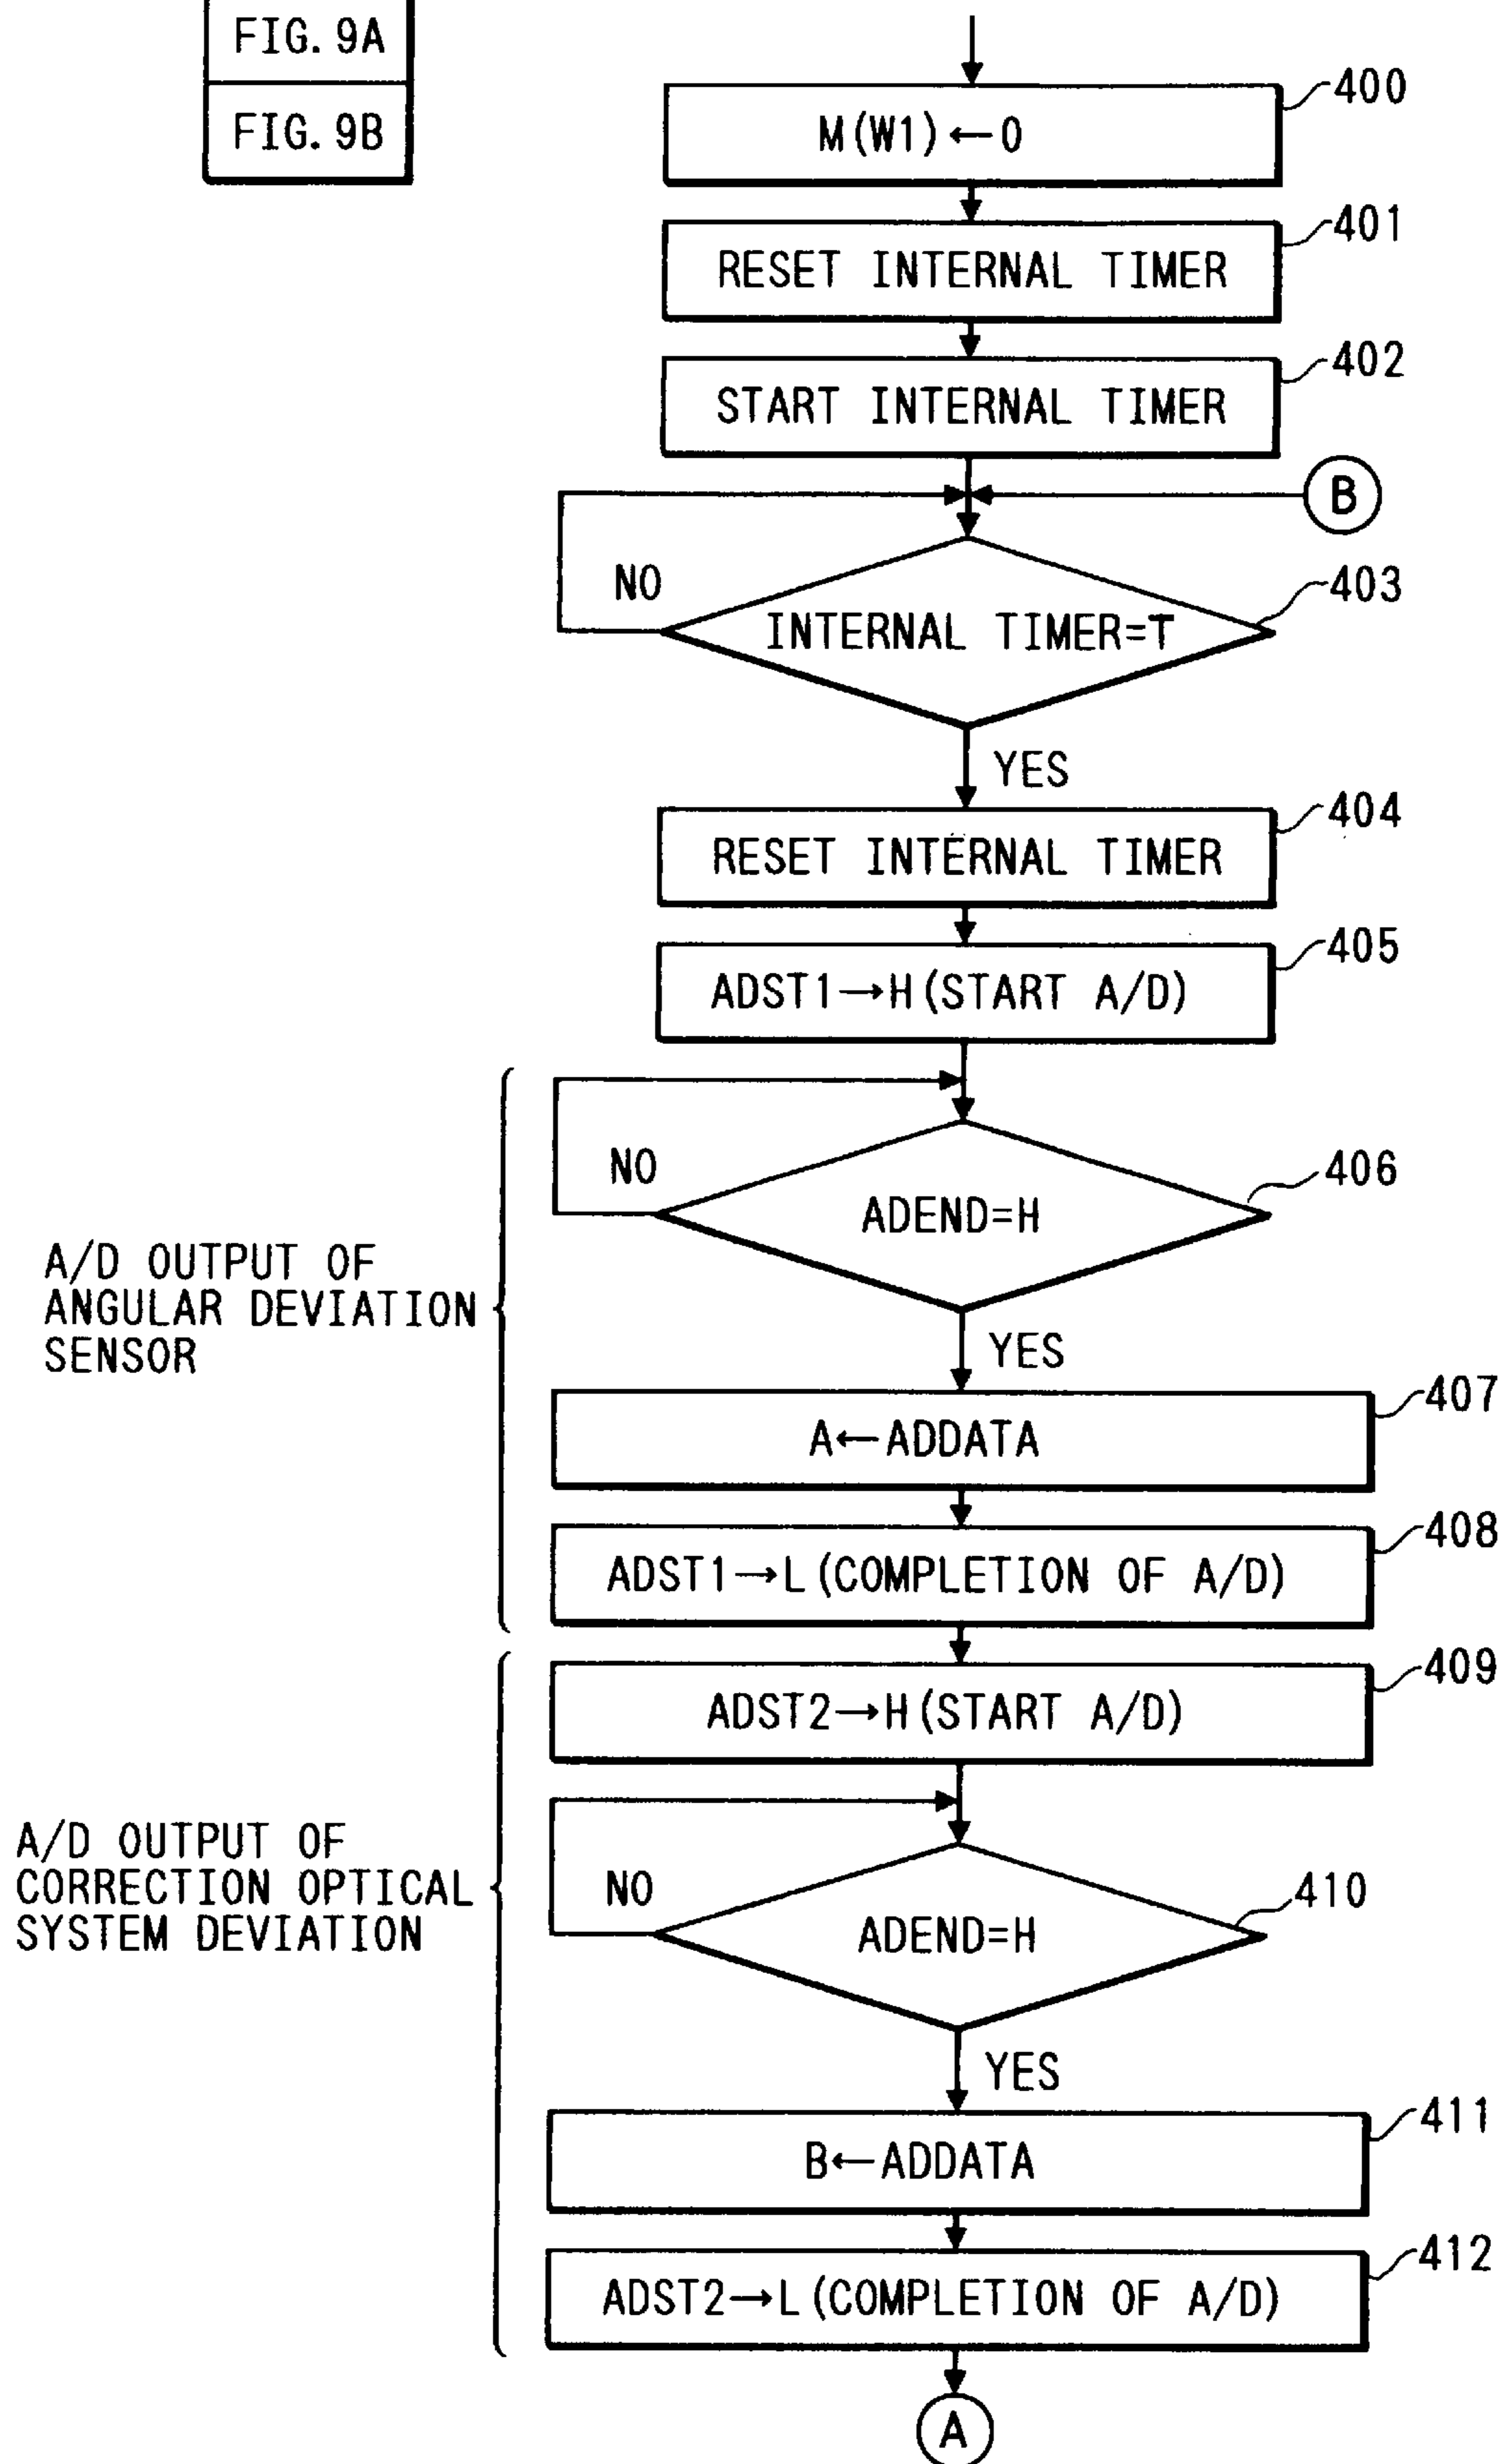 FIG. 9A
FIG. 9B
400
M(W1)←0
401
RESET INTERNAL TIMER
402
START INTERNAL TIMER
B
NO
403
INTERNAL TIMER=T
YES
404
RESET INTERNAL TIMER
405
ADST1→H(START A/D)
NO
406
ADEND=H
A/D OUTPUT OF
ANGULAR DEVIATION
SENSOR
YES
407
A←ADDATA
408
ADST1→L(COMPLETION OF A/D)
409
ADST2→H(START A/D)
A/D OUTPUT OF
CORRECTION OPTICAL
SYSTEM DEVIATION
NO
410
ADEND=H
YES
411
B←ADDATA
412
ADST2→L(COMPLETION OF A/D)
A